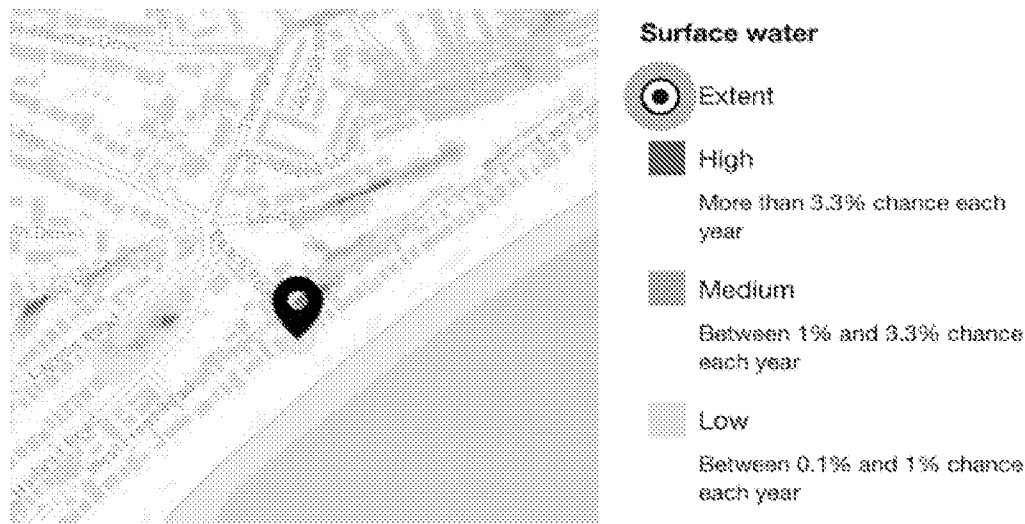 Surface water
Extent
High
More than 3.3% chance each
year
Medium
Between 1% and 3.3% chance
each year
Low
Between 0.1% and 1% chance
each year